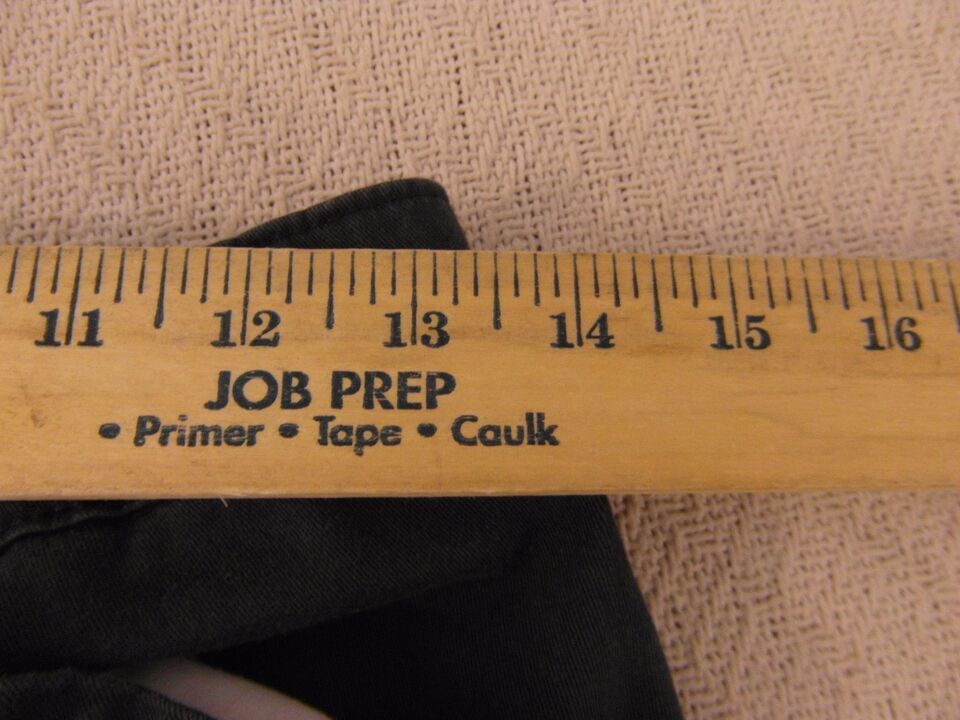 11 12 13 14 15 16
JOB PREP
• Primer • Tape • Caulk